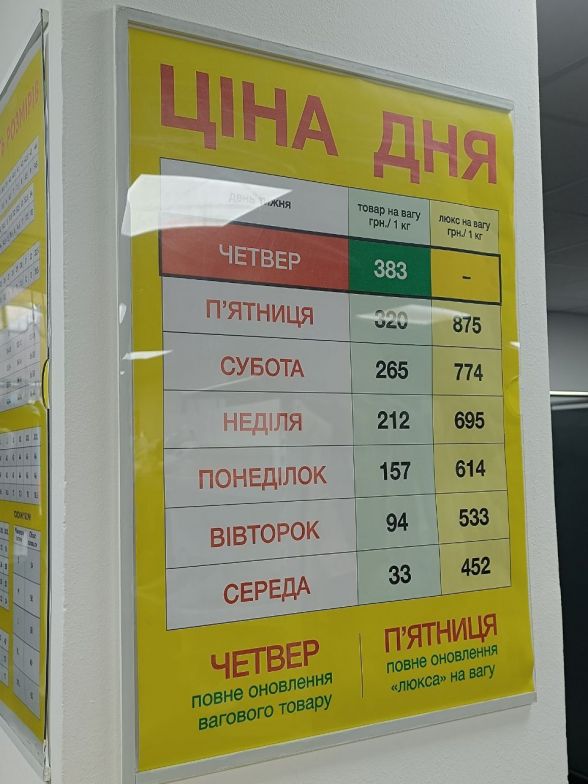 ЦІНА ДНЯ
день тижня
товар на вагу
грн./ 1 кг
люкс на вагу
грн./ 1 кг
ЧЕТВЕР 383 –
П'ЯТНИЦЯ 320 875
СУБОТА 265 774
НЕДІЛЯ 212 695
ПОНЕДІЛОК 157 614
ВІВТОРОК 94 533
СЕРЕДА 33 452
ЧЕТВЕР
повне оновлення
вагового товару
П'ЯТНИЦЯ
повне оновлення
«люкса» на вагу